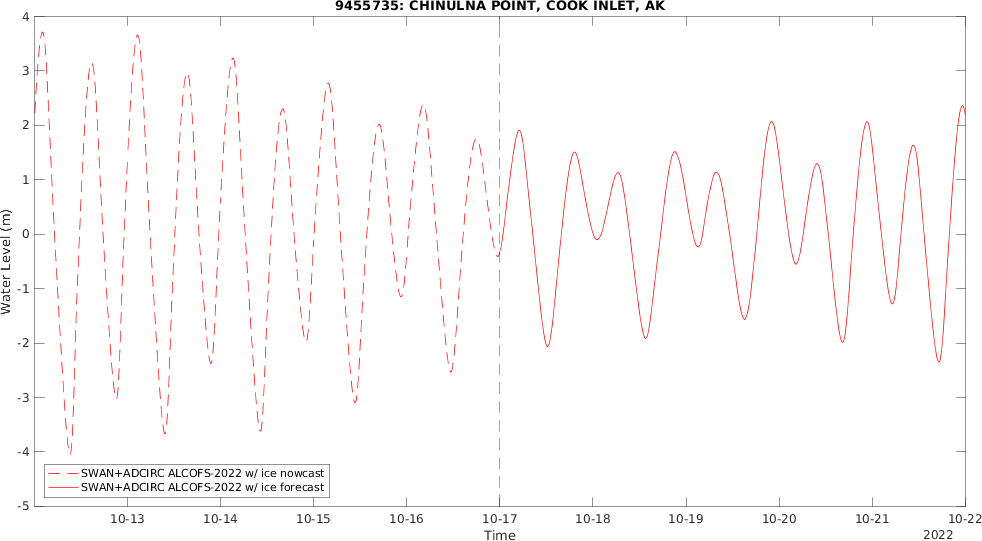 9455735: CHINULNA POINT, COOK INLET, AK
Water Level (m)
4
3
2
1
0
-1
-2
-3
-4
-5
SWAN+ADCIRC ALCOFS-2022 w/ ice nowcast
SWAN+ADCIRC ALCOFS-2022 w/ ice forecast
10-13 10-14 10-15 10-16 10-17 10-18 10-19 10-20 10-21 10-22
Time
2022